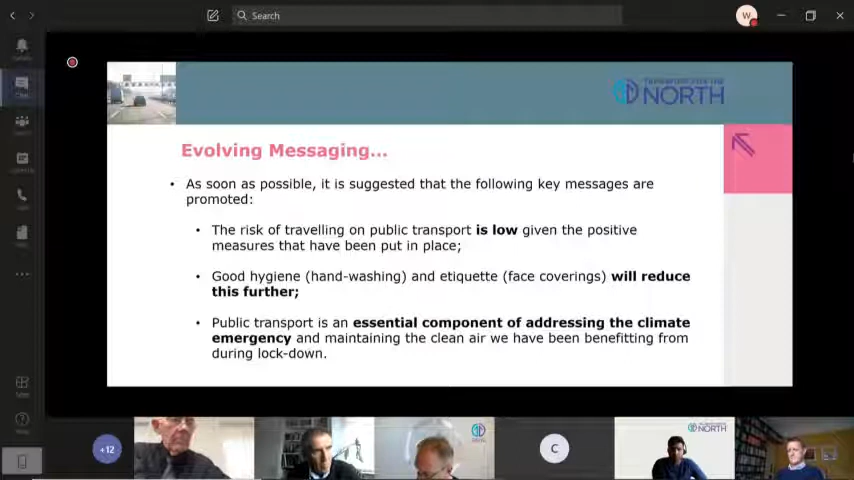 Search
W
TRANSPORT FOR THE
NORTH
Evolving Messaging...
• As soon as possible, it is suggested that the following key messages are
promoted:
• The risk of travelling on public transport is low given the positive
measures that have been put in place;
• Good hygiene (hand-washing) and etiquette (face coverings) will reduce
this further;
• Public transport is an essential component of addressing the climate
emergency and maintaining the clean air we have been benefitting from
during lock-down.
+12
C
NORTH